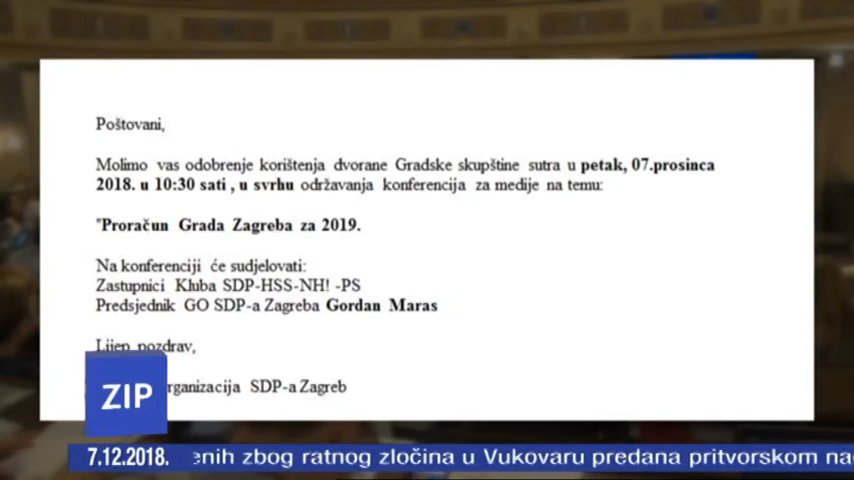 Poštovani,
Molimo vas odobrenje korištenja dvorane Gradske skupštine sutra u petak, 07.prosinca
2018. u 10:30 sati , u svrhu održavanja konferencija za medije na temu:
"Proračun Grada Zagreba za 2019.
Na konferenciji će sudjelovati:
Zastupnici Kluba SDP-HSS-NH! -PS
Predsjednik GO SDP-a Zagreba Gordan Maras
Lijep pozdrav,
rganizacija SDP-a Zagreb
ZIP
7.12.2018. enih zbog ratnog zločina u Vukovaru predana pritvorskom na